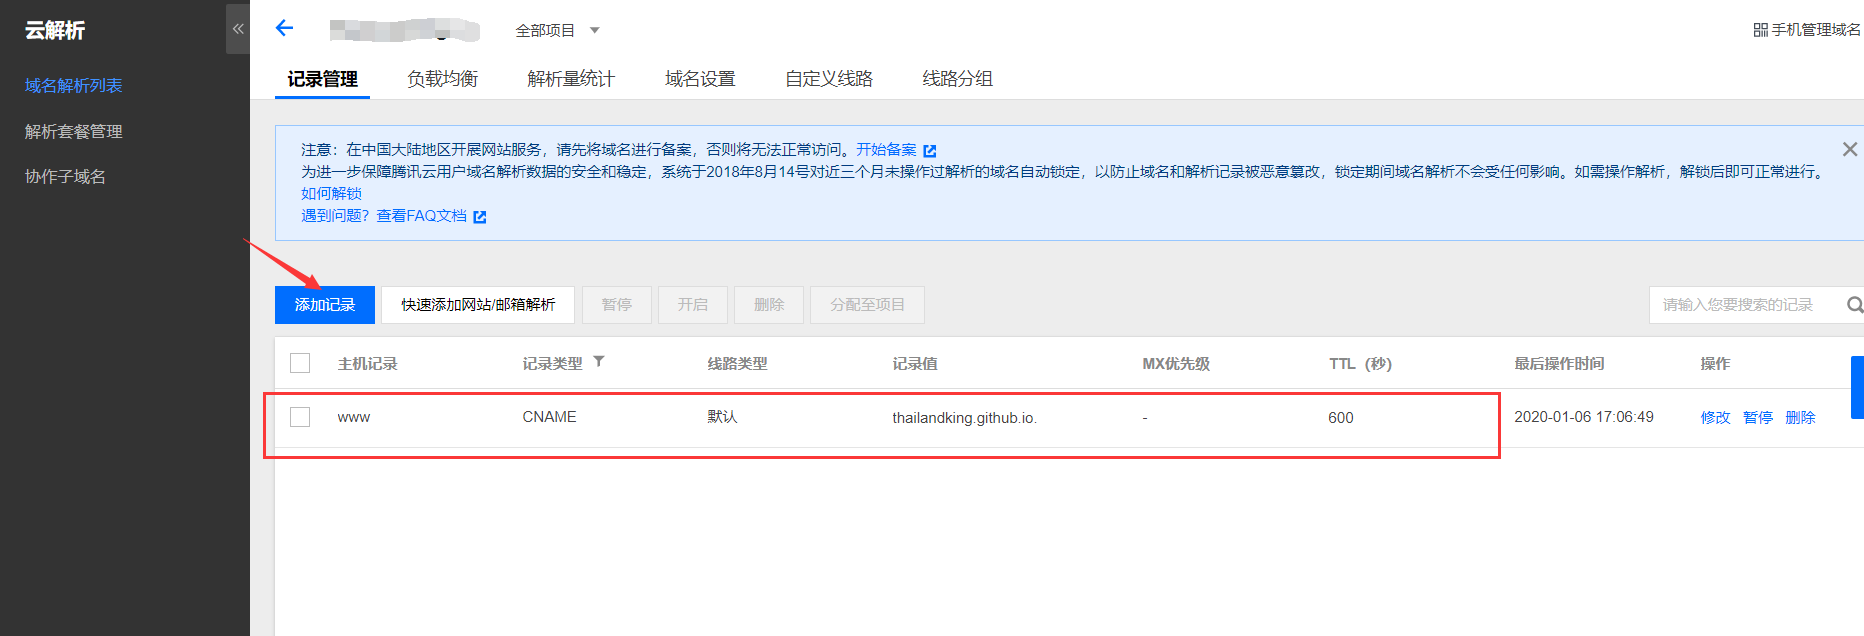 云解析
域名解析列表
解析套餐管理
协作子域名
全部项目
手机管理域名
记录管理 负载均衡 解析量统计 域名设置 自定义线路 线路分组
注意：在中国大陆地区开展网站服务，请先将域名进行备案，否则将无法正常访问。开始备案
为进一步保障腾讯云用户域名解析数据的安全和稳定，系统于2018年8月14号对近三个月未操作过解析的域名自动锁定，以防止域名和解析记录被恶意篡改，锁定期间域名解析不会受任何影响。如需操作解析，解锁后即可正常进行。
如何解锁
遇到问题？查看FAQ文档
添加记录 快速添加网站/邮箱解析 暂停 开启 删除 分配至项目 请输入您要搜索的记录
主机记录 记录类型 线路类型 记录值 MX优先级 TTL（秒） 最后操作时间 操作
www CNAME 默认 thailandking.github.io. - 600 2020-01-06 17:06:49 修改 暂停 删除